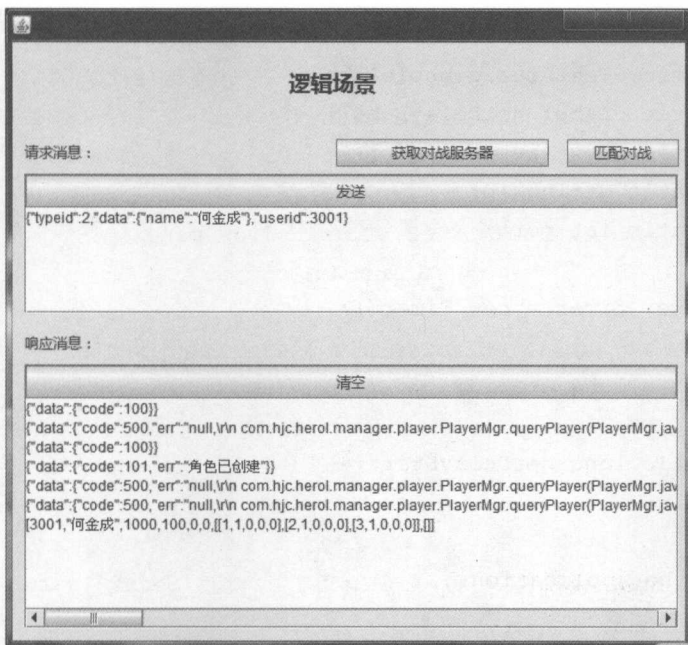 逻辑场景
请求消息： 获取对战服务器 匹配对战
发送
{"typeid":2,"data":{"name":"何金成"},"userid":3001}
响应消息：
清空
{"data":{"code":100}}
{"data":{"code":500,"err":"null,\r\n com.hjc.herol.manager.player.PlayerMgr.queryPlayer(PlayerMgr.jav
{"data":{"code":100}}
{"data":{"code":101,"err":"角色已创建"}}
{"data":{"code":500,"err":"null,\r\n com.hjc.herol.manager.player.PlayerMgr.queryPlayer(PlayerMgr.jav
{"data":{"code":500,"err":"null,\r\n com.hjc.herol.manager.player.PlayerMgr.queryPlayer(PlayerMgr.jav
[3001,"何金成",1000,100,0,0,[[1,1,0,0,0],[2,1,0,0,0],[3,1,0,0,0]],[]]